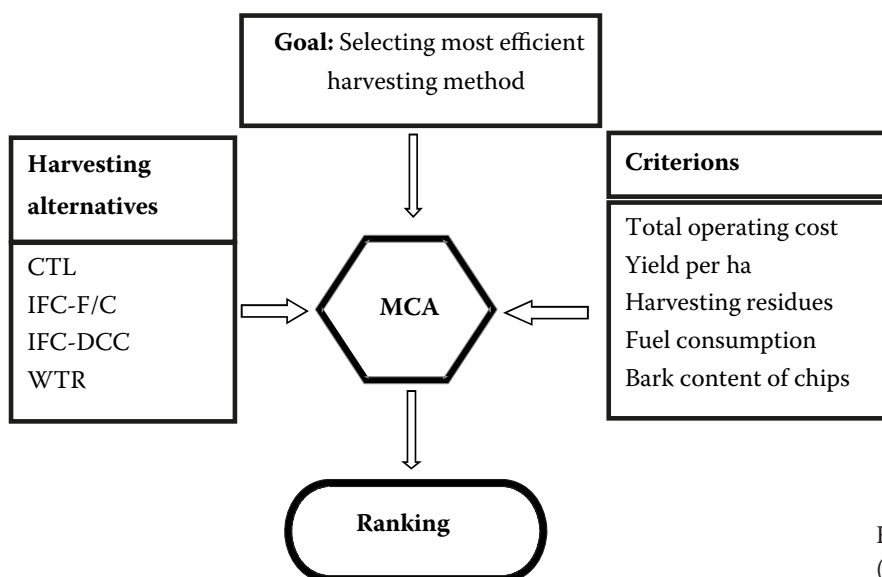 Goal: Selecting most efficient
harvesting method
Harvesting
alternatives
CTL
IFC-F/C
IFC-DCC
WTR
MCA
Criterions
Total operating cost
Yield per ha
Harvesting residues
Fuel consumption
Bark content of chips
Ranking
(